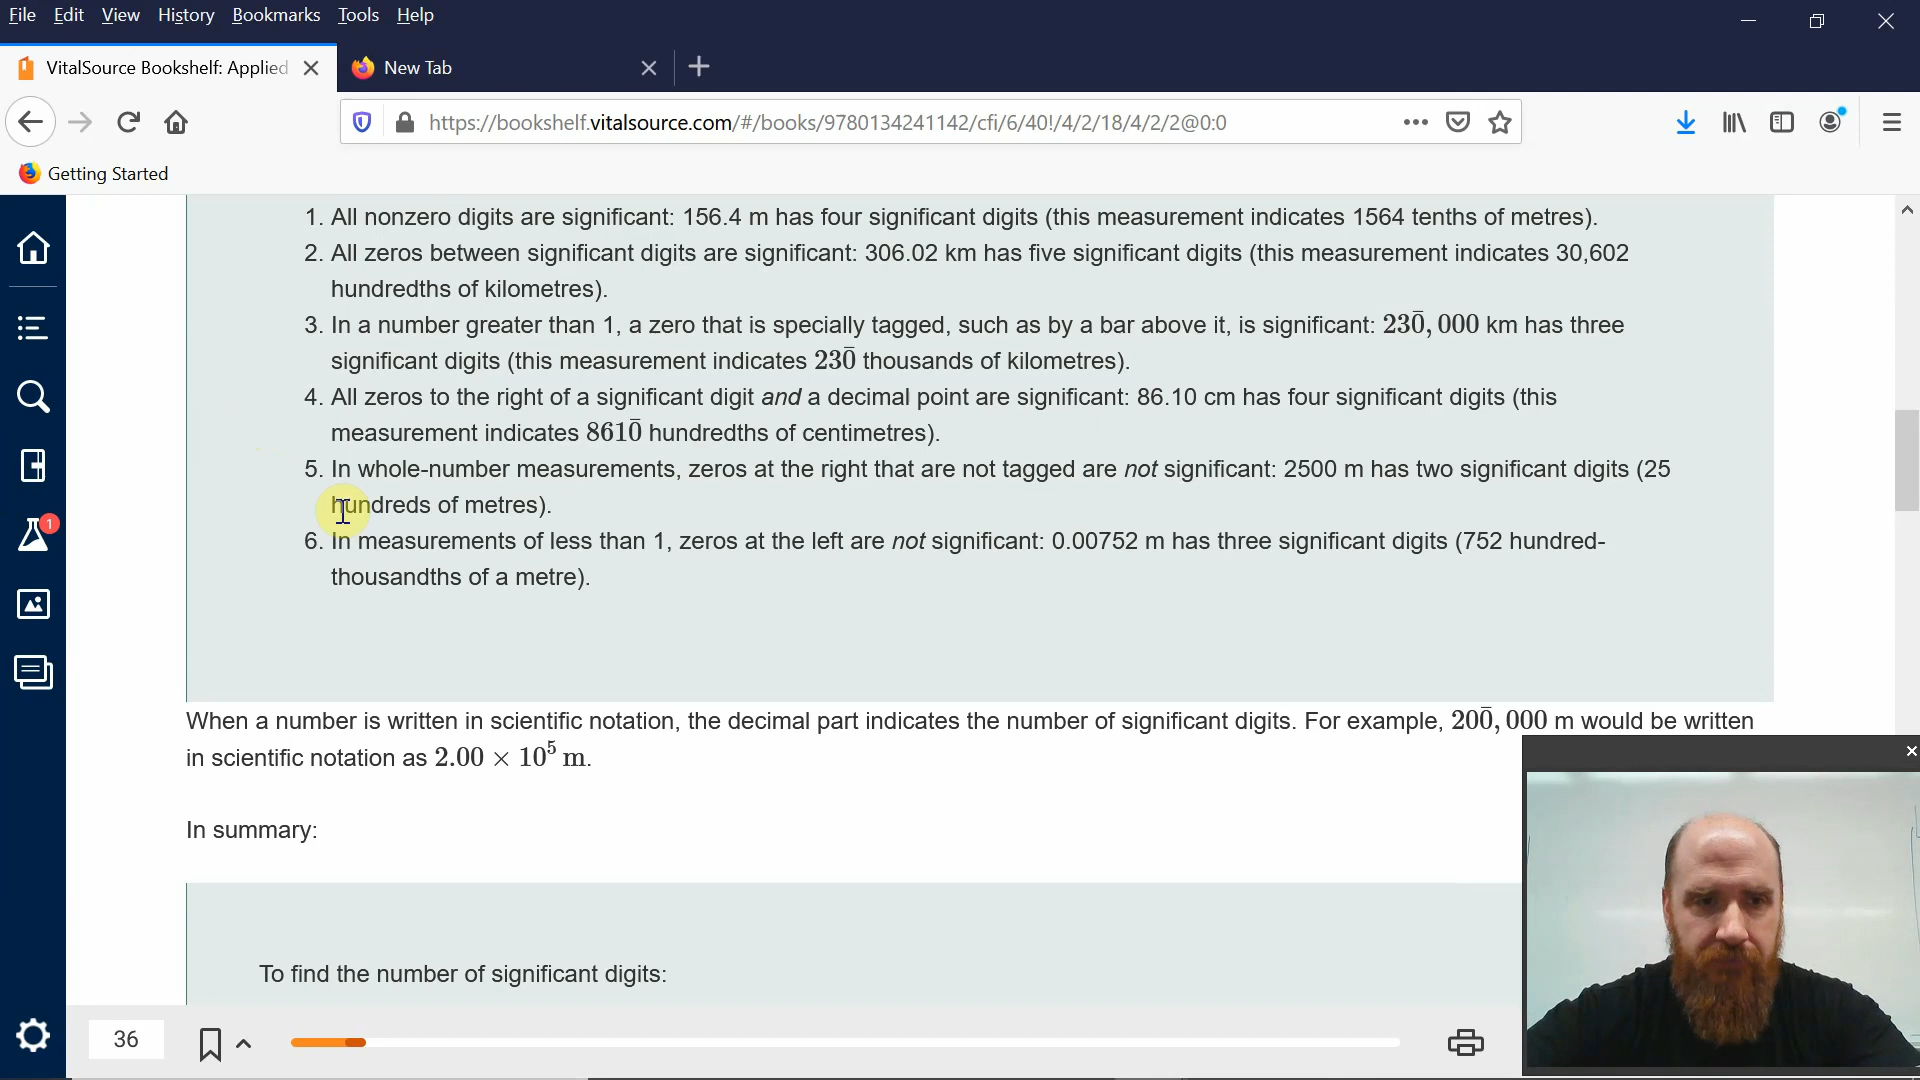 File Edit View History Bookmarks Tools Help
VitalSource Bookshelf: Applied
New Tab
https://bookshelf.vitalsource.com/#/books/9780134241142/cfi/6/40!/4/2/18/4/2/2@0:0
Getting Started
1. All nonzero digits are significant: 156.4 m has four significant digits (this measurement indicates 1564 tenths of metres).
2. All zeros between significant digits are significant: 306.02 km has five significant digits (this measurement indicates 30,602
hundredths of kilometres).
3. In a number greater than 1, a zero that is specially tagged, such as by a bar above it, is significant: 230̄,000 km has three
significant digits (this measurement indicates 230̄ thousands of kilometres).
4. All zeros to the right of a significant digit and a decimal point are significant: 86.10 cm has four significant digits (this
measurement indicates 8610̄ hundredths of centimetres).
5. In whole-number measurements, zeros at the right that are not tagged are not significant: 2500 m has two significant digits (25
hundreds of metres).
1
6. In measurements of less than 1, zeros at the left are not significant: 0.00752 m has three significant digits (752 hundred-
thousandths of a metre).
When a number is written in scientific notation, the decimal part indicates the number of significant digits. For example, 200̄,000 m would be written
in scientific notation as 2.00 × 10⁵ m.
In summary:
To find the number of significant digits:
36